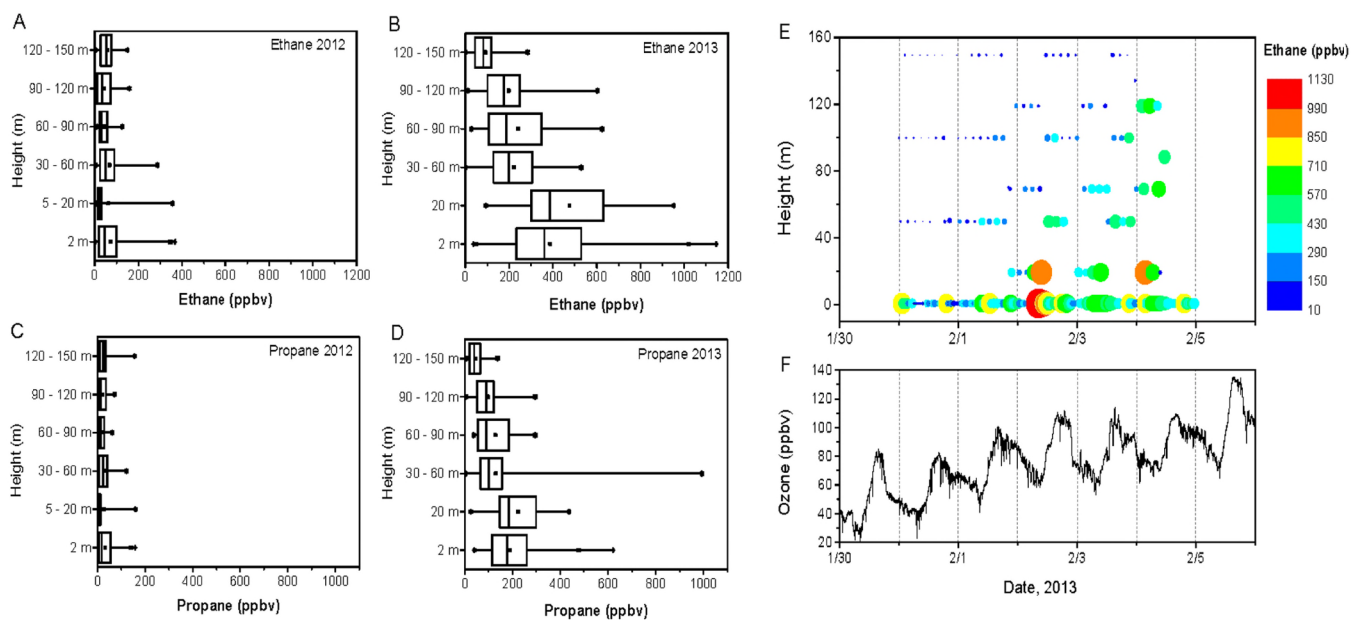 A
Ethane 2012
120 - 150 m
90 - 120 m
60 - 90 m
30 - 60 m
5 - 20 m
2 m
Height (m)
0 200 400 600 800 1000 1200
Ethane (ppbv)
B
Ethane 2013
120 - 150 m
90 - 120 m
60 - 90 m
30 - 60 m
20 m
2 m
Height (m)
0 200 400 600 800 1000 1200
Ethane (ppbv)
C
Propane 2012
120 - 150 m
90 - 120 m
60 - 90 m
30 - 60 m
5 - 20 m
2 m
Height (m)
0 200 400 600 800 1000
Propane (ppbv)
D
Propane 2013
120 - 150 m
90 - 120 m
60 - 90 m
30 - 60 m
20 m
2 m
Height (m)
0 200 400 600 800 1000
Propane (ppbv)
E
160
120
80
40
0
Height (m)
1/30 2/1 2/3 2/5
Ethane (ppbv)
1130
990
850
710
570
430
290
150
10
F
140
120
100
80
60
40
20
Ozone (ppbv)
1/30 2/1 2/3 2/5
Date, 2013